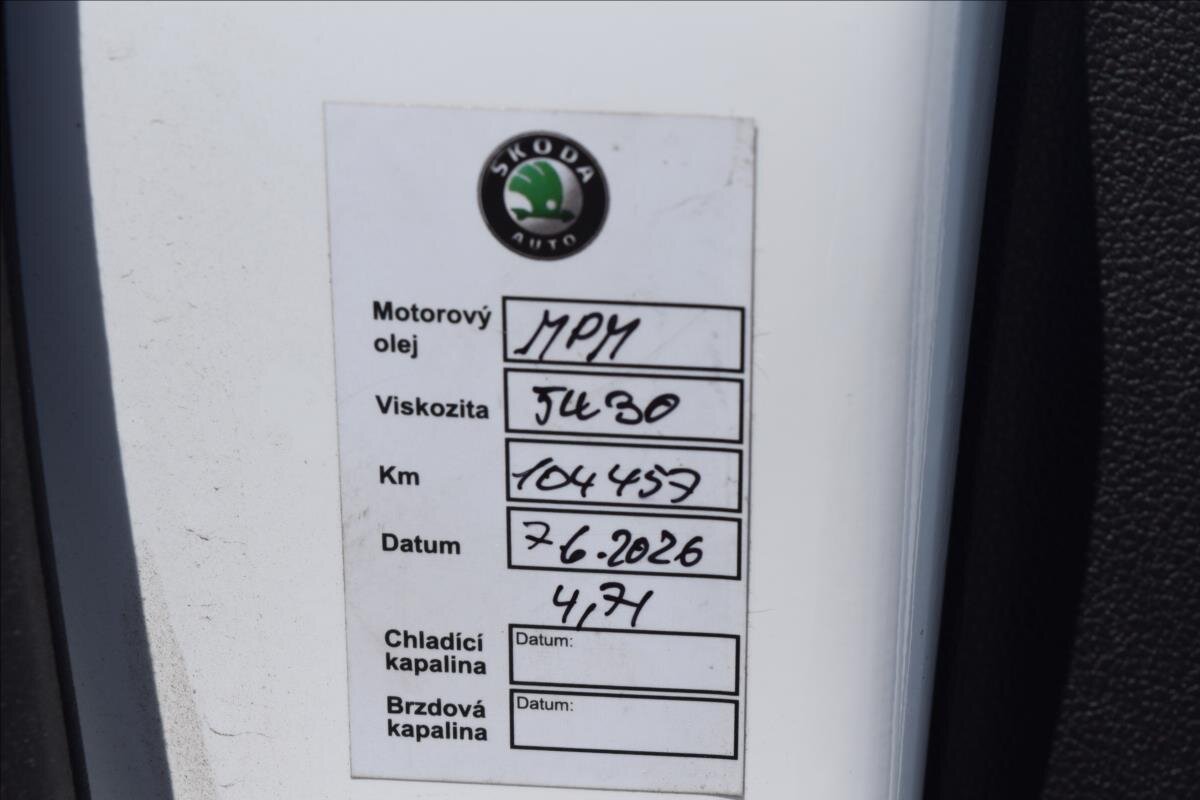 ŠKODA
AUTO
Motorový
olej
MPM
Viskozita
5W30
Km
104457
Datum
7 6.2026
4,7l
Chladící
kapalina
Datum:
Brzdová
kapalina
Datum: